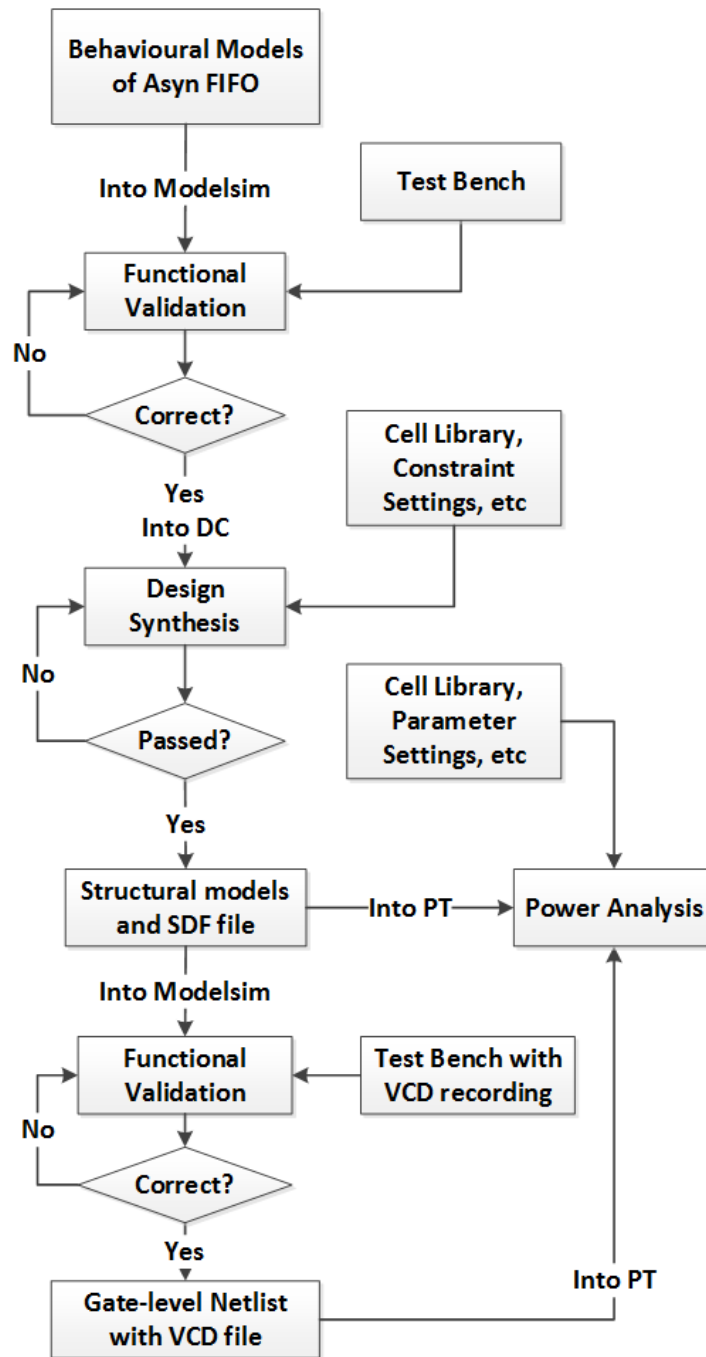 Behavioural Models
of Asyn FIFO
Into Modelsim
Test Bench
Functional
Validation
No
Correct?
Cell Library,
Constraint
Settings, etc
Yes
Into DC
Design
Synthesis
No
Cell Library,
Parameter
Settings, etc
Passed?
Yes
Structural models
and SDF file
Into PT
Power Analysis
Into Modelsim
Functional
Validation
Test Bench with
VCD recording
No
Correct?
Yes
Into PT
Gate-level Netlist
with VCD file